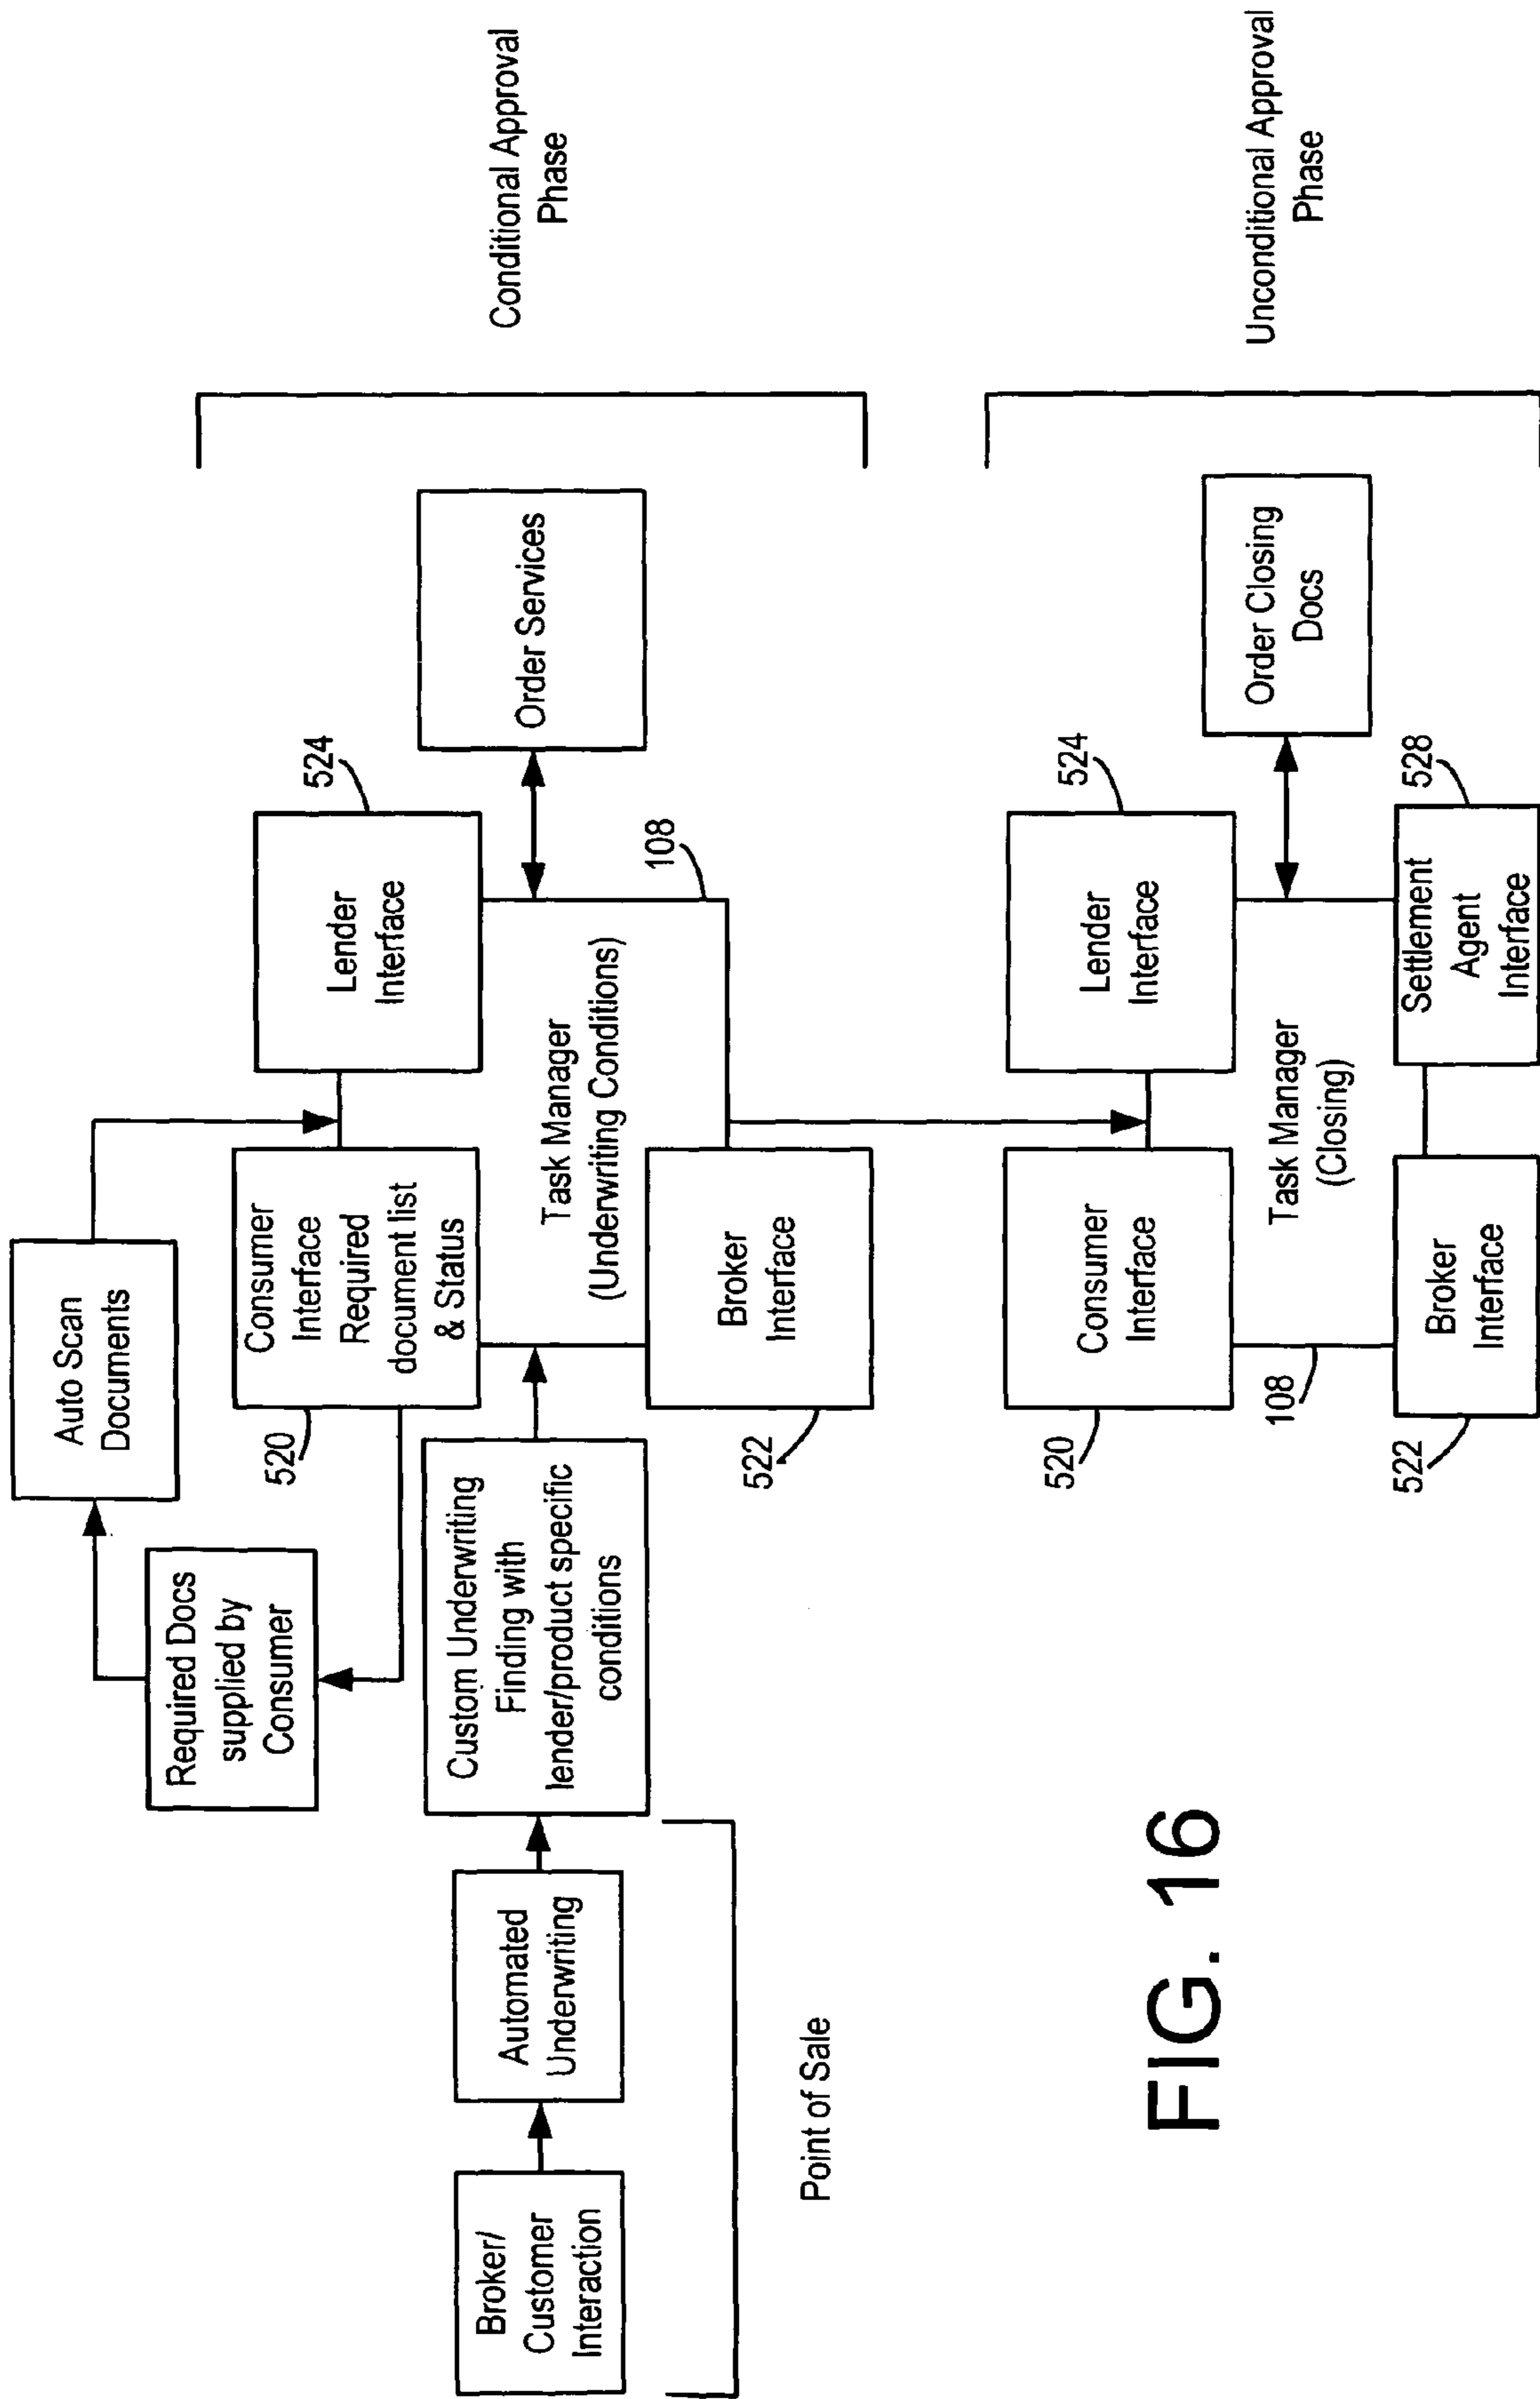 Auto Scan
Documents
Required Docs
supplied by
Consumer
520
Consumer
Interface
Required
document list
& Status
524
Lender
Interface
Conditional Approval
Phase
Broker/
Customer
Interaction
Automated
Underwriting
Custom Underwriting
Finding with
lender/product specific
conditions
Task Manager
(Underwriting Conditions)
Order Services
108
522
Broker
Interface
Point of Sale
520
Consumer
Interface
524
Lender
Interface
Unconditional Approval
Phase
108
Task Manager
(Closing)
Order Closing
Docs
522
Broker
Interface
528
Settlement
Agent
Interface
FIG. 16